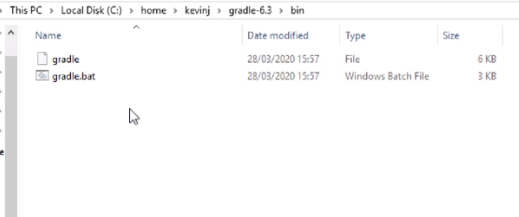 This PC > Local Disk (C:) > home > kevinj > gradle-6.3 > bin
Name Date modified Type Size
gradle 28/03/2020 15:57 File 6 KB
gradle.bat 28/03/2020 15:57 Windows Batch File 3 KB
e